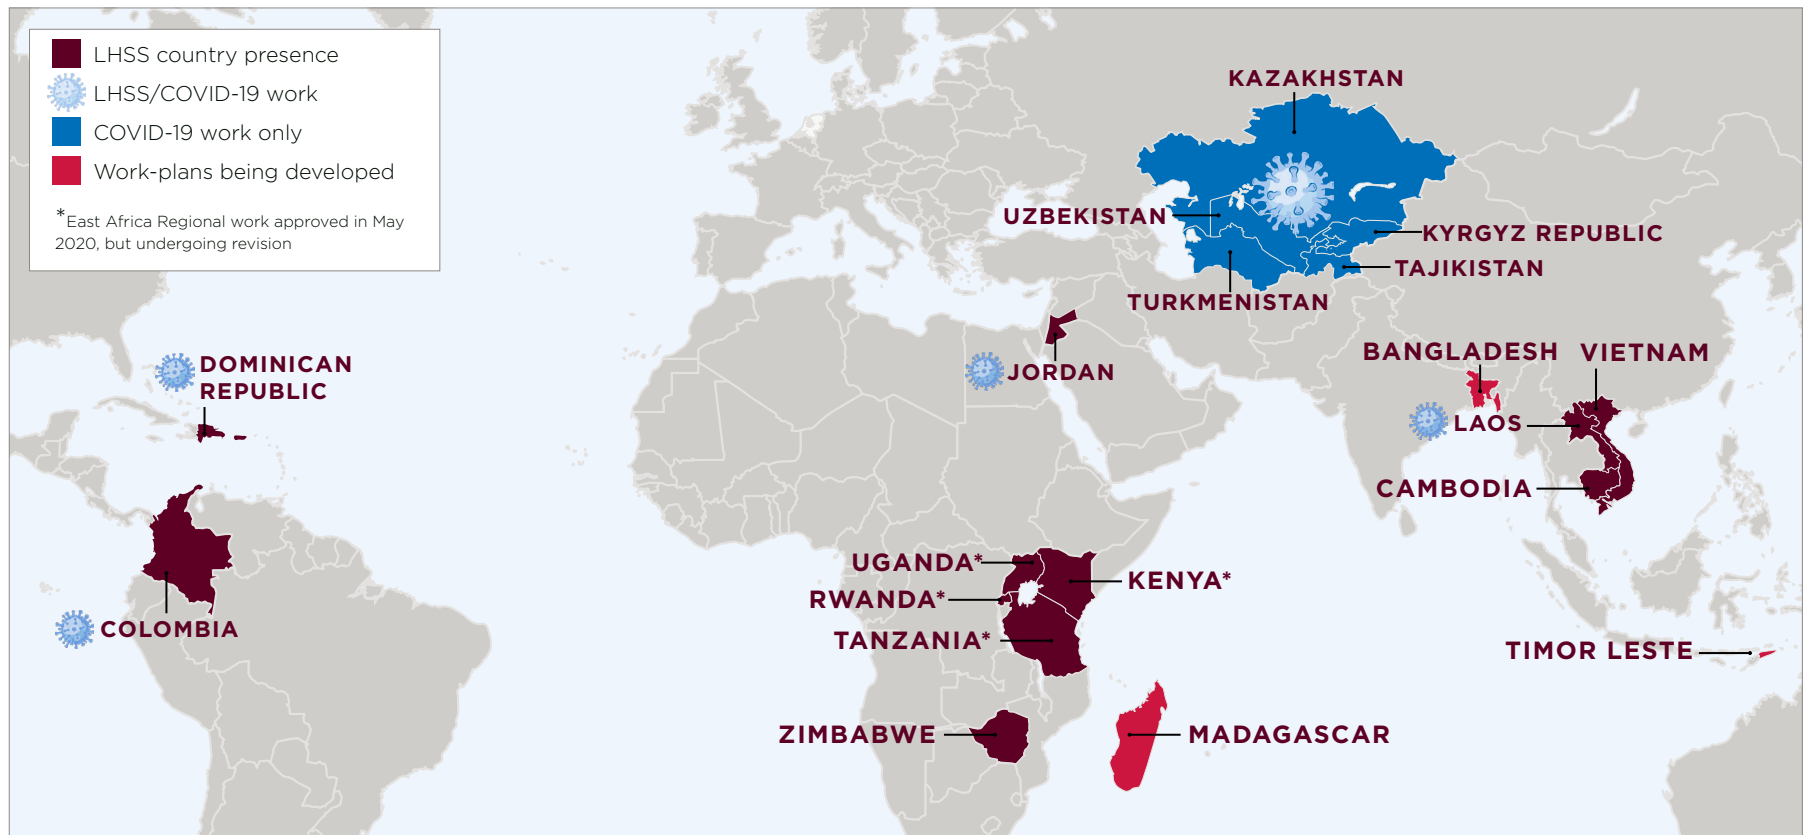 LHSS country presence
LHSS/COVID-19 work
COVID-19 work only
Work-plans being developed
*East Africa Regional work approved in May
2020, but undergoing revision
KAZAKHSTAN
UZBEKISTAN
KYRGYZ REPUBLIC
TAJIKISTAN
TURKMENISTAN
DOMINICAN
REPUBLIC
JORDAN
BANGLADESH
VIETNAM
LAOS
CAMBODIA
COLOMBIA
UGANDA*
KENYA*
RWANDA*
TANZANIA*
TIMOR LESTE
ZIMBABWE
MADAGASCAR